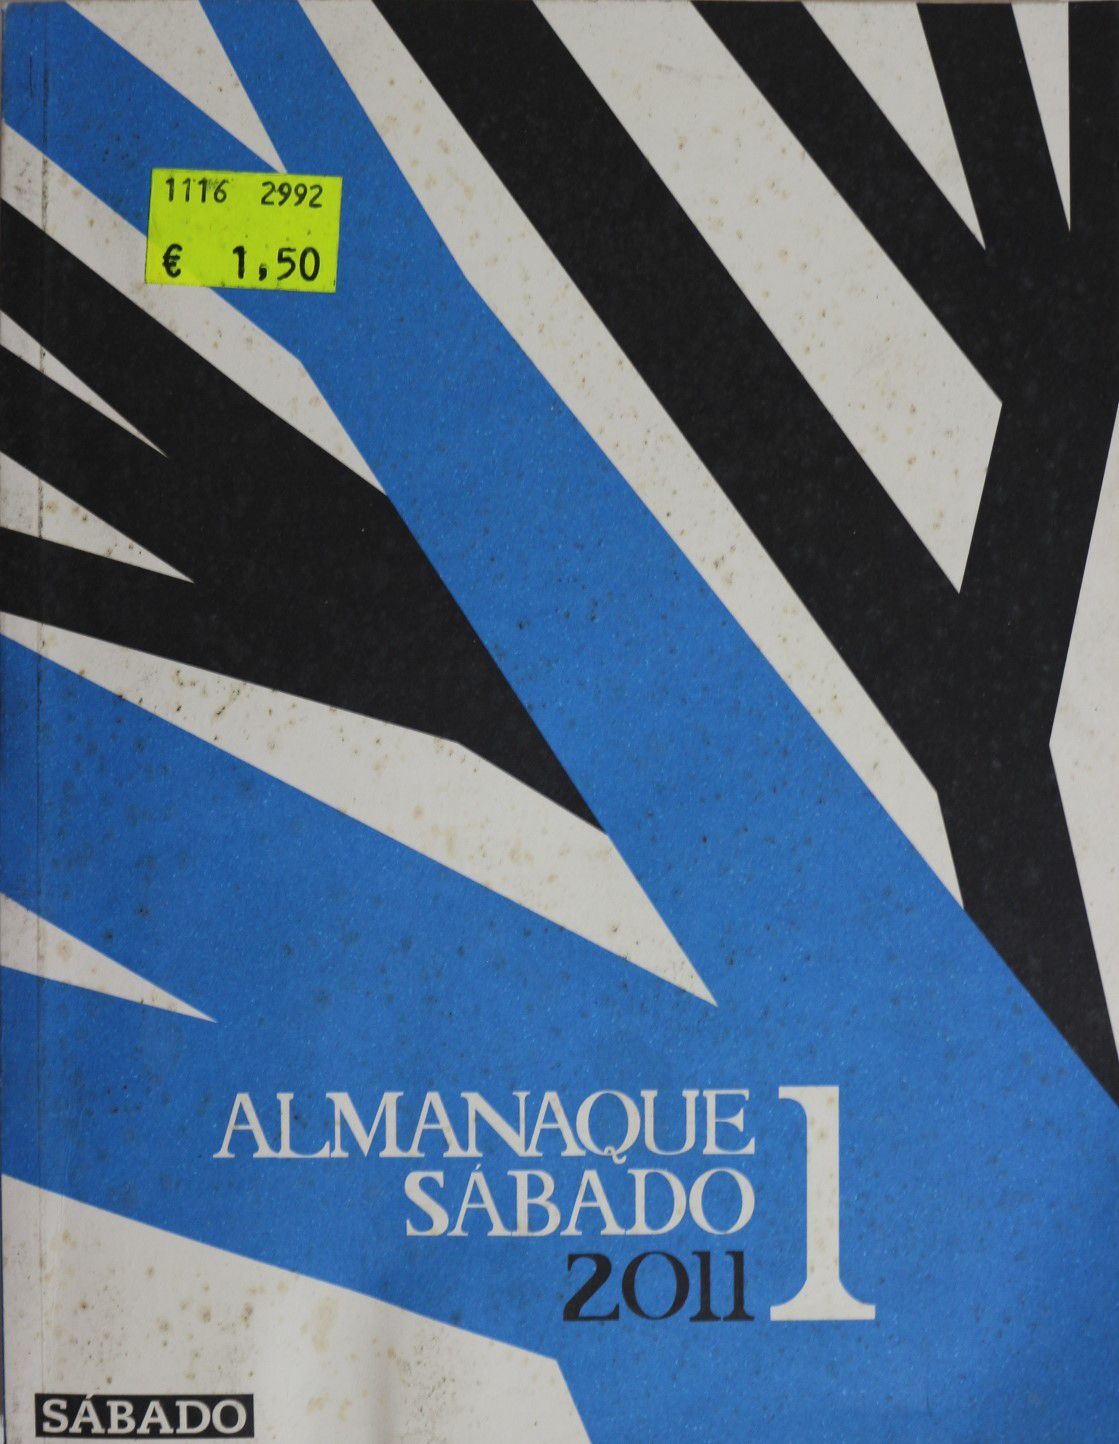 1116 2992
€ 1,50
ALMANAQUE
SÁBADO
2011
1
SÁBADO